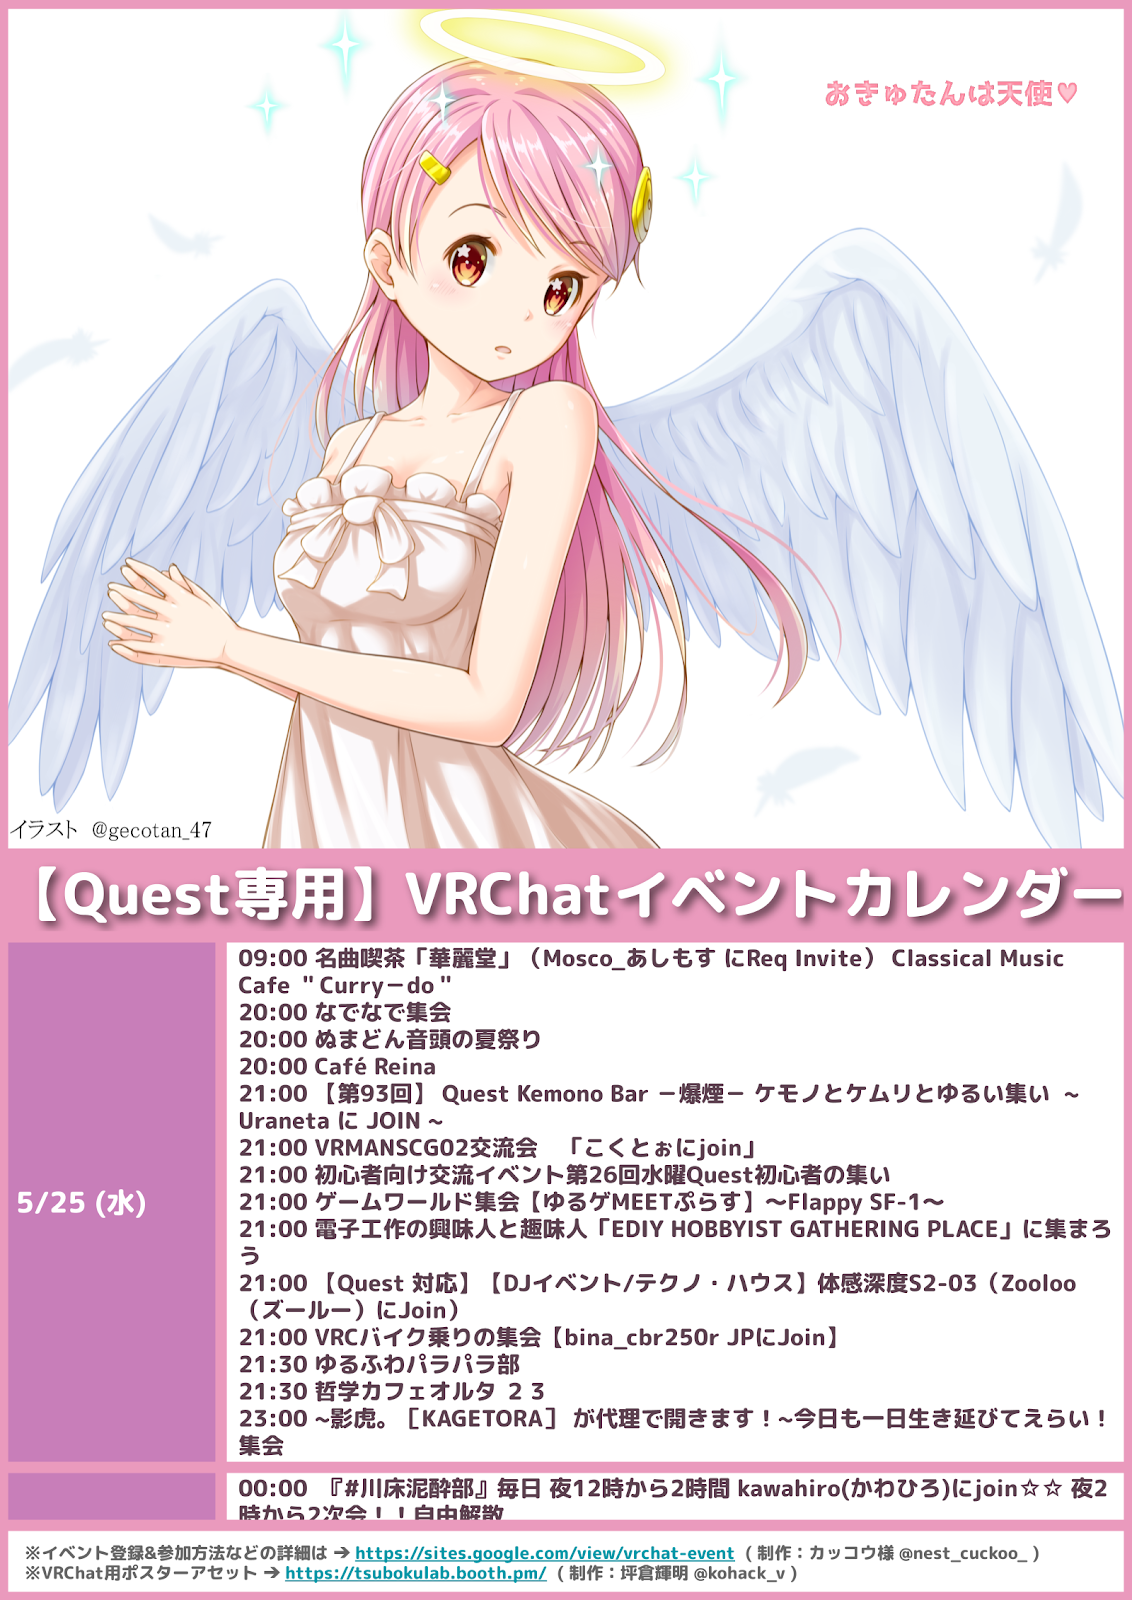 おきゅたんは天使♥
イラスト @gecotan_47
【Quest専用】VRChatイベントカレンダー
5/25 (水)
09:00 名曲喫茶「華麗堂」（Mosco_あしもす にReq Invite） Classical Music
Cafe "Curry－do"
20:00 なでなで集会
20:00 ぬまどん音頭の夏祭り
20:00 Café Reina
21:00 【第93回】 Quest Kemono Bar －爆煙－ ケモノとケムリとゆるい集い ~
Uraneta に JOIN ~
21:00 VRMANSCG02交流会　「こくとぉにjoin」
21:00 初心者向け交流イベント第26回水曜Quest初心者の集い
21:00 ゲームワールド集会【ゆるゲMEETぷらす】～Flappy SF-1～
21:00 電子工作の興味人と趣味人「EDIY HOBBYIST GATHERING PLACE」に集まろ
う
21:00 【Quest 対応】【DJイベント/テクノ・ハウス】体感深度S2-03（Zooloo
（ズールー）にJoin）
21:00 VRCバイク乗りの集会【bina_cbr250r JPにJoin】
21:30 ゆるふわパラパラ部
21:30 哲学カフェオルタ ２３
23:00 ~影虎。［KAGETORA］ が代理で開きます！~今日も一日生き延びてえらい！
集会
00:00 『#川床泥酔部』毎日 夜12時から2時間 kawahiro(かわひろ)にjoin☆☆ 夜2
時から2次会！！自由解散
※イベント登録&参加方法などの詳細は → https://sites.google.com/view/vrchat-event ( 制作：カッコウ様 @nest_cuckoo_ )
※VRChat用ポスターアセット → https://tsubokulab.booth.pm/ ( 制作：坪倉輝明 @kohack_v )